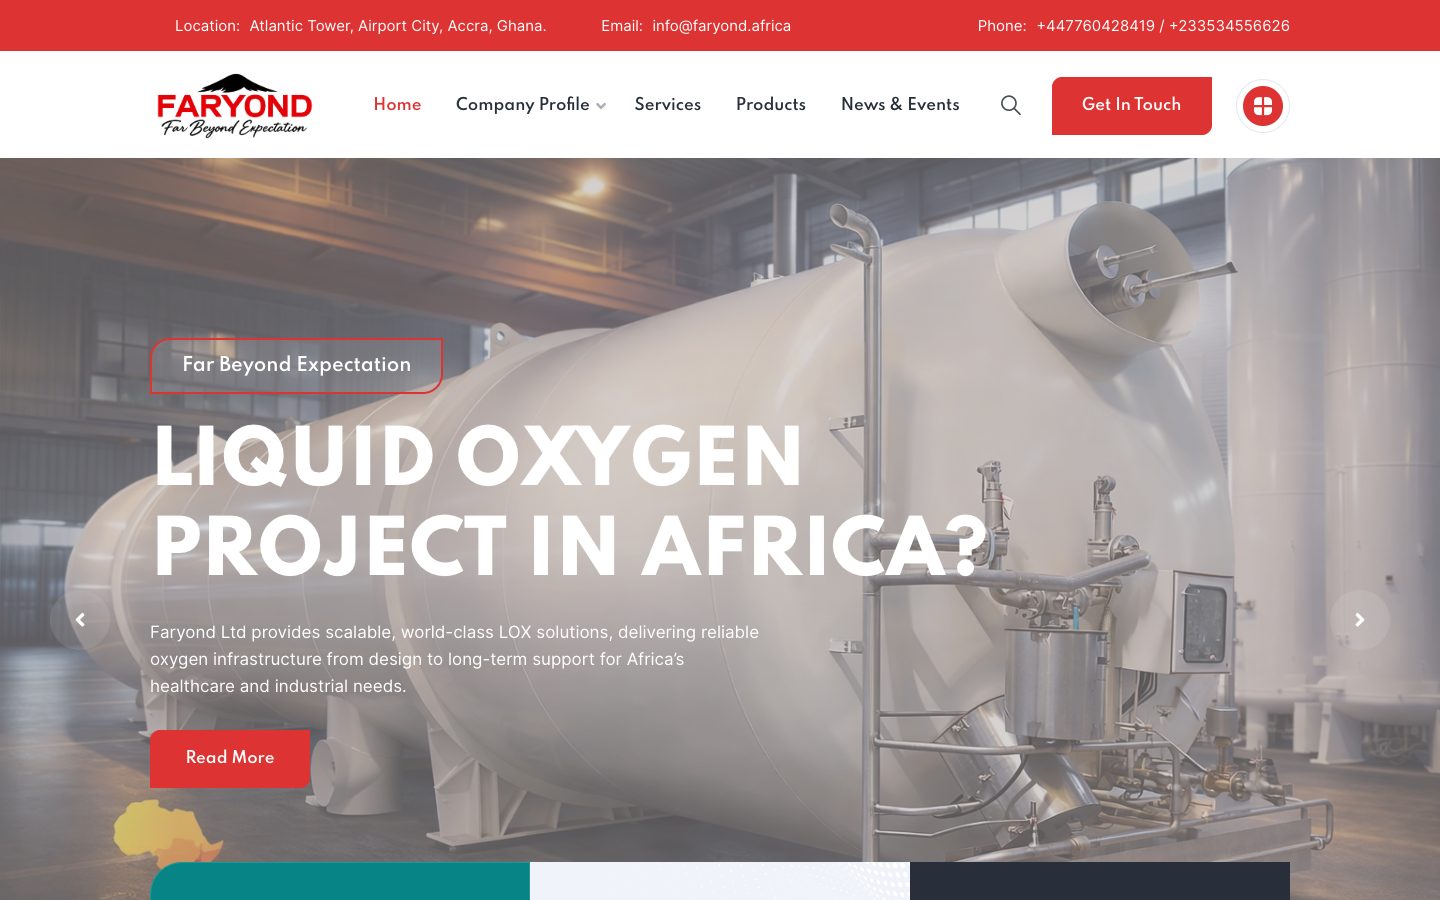 Location: Atlantic Tower, Airport City, Accra, Ghana.
Email: info@faryond.africa
Phone: +447760428419 / +233534556626
FARYOND
Far Beyond Expectation
Home
Company Profile
Services
Products
News & Events
Get In Touch
Far Beyond Expectation
LIQUID OXYGEN
PROJECT IN AFRICA?
Faryond Ltd provides scalable, world-class LOX solutions, delivering reliable
oxygen infrastructure from design to long-term support for Africa’s
healthcare and industrial needs.
Read More